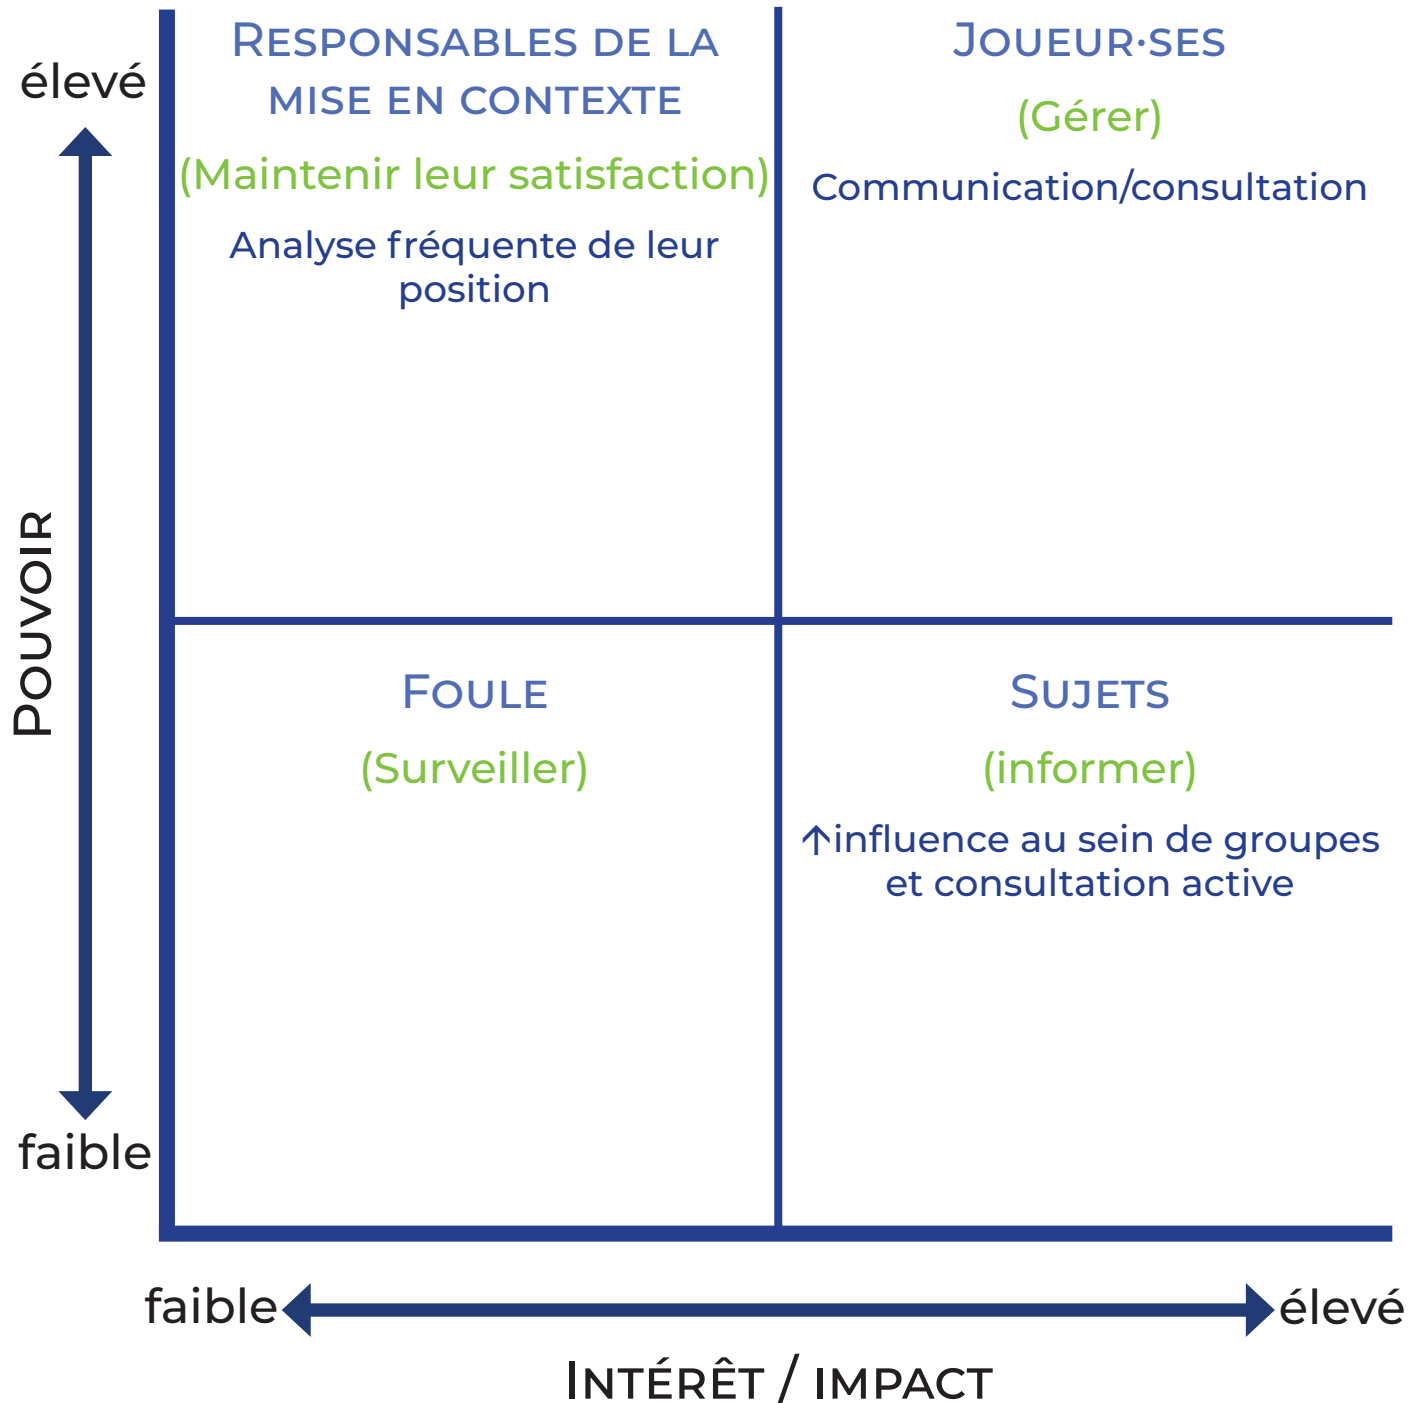 élevé
POUVOIR
faible
RESPONSABLES DE LA
MISE EN CONTEXTE
(Maintenir leur satisfaction)
Analyse fréquente de leur
position
JOUEUR·SES
(Gérer)
Communication/consultation
FOULE
(Surveiller)
SUJETS
(informer)
↑influence au sein de groupes
et consultation active
faible
élevé
INTÉRÊT / IMPACT